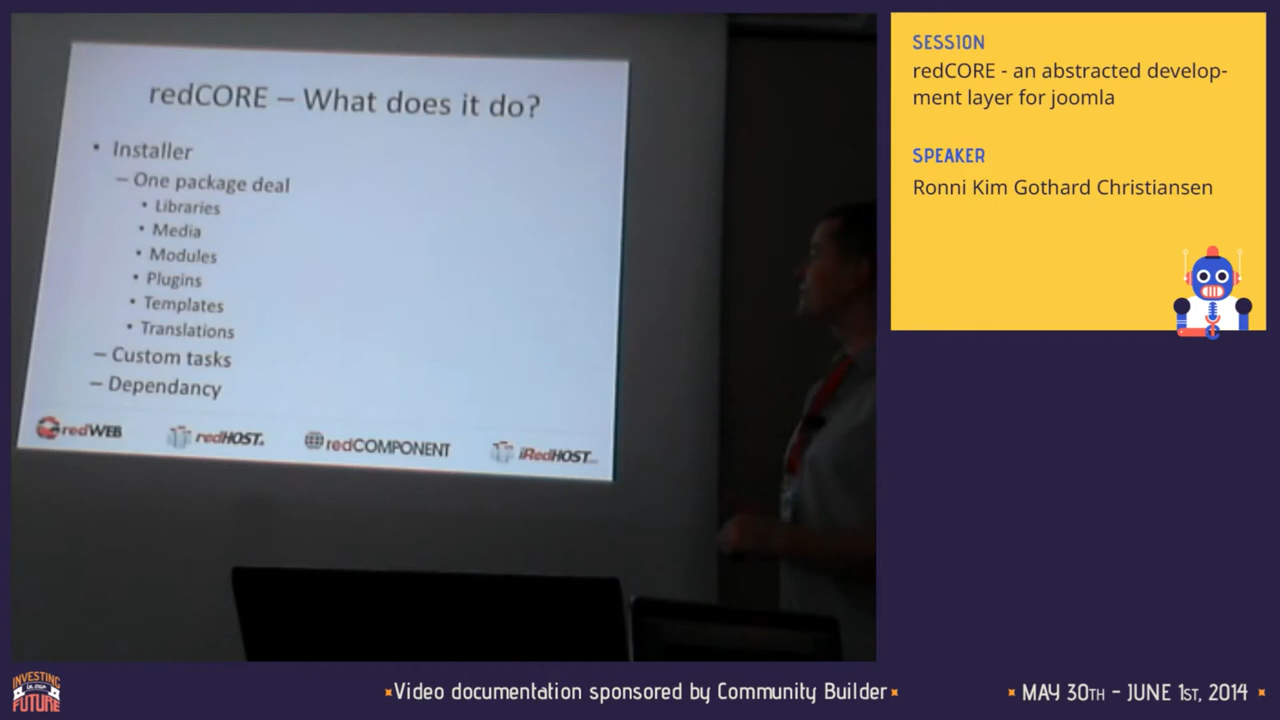 redCORE – What does it do?
• Installer
– One package deal
• Libraries
• Media
• Modules
• Plugins
• Templates
• Translations
– Custom tasks
– Dependancy
redWEB
redHOST
redCOMPONENT
iRedHOST
SESSION
redCORE - an abstracted develop-
ment layer for joomla
SPEAKER
Ronni Kim Gothard Christiansen
INVESTING
IN OUR
FUTURE
Video documentation sponsored by Community Builder
MAY 30TH - JUNE 1ST, 2014